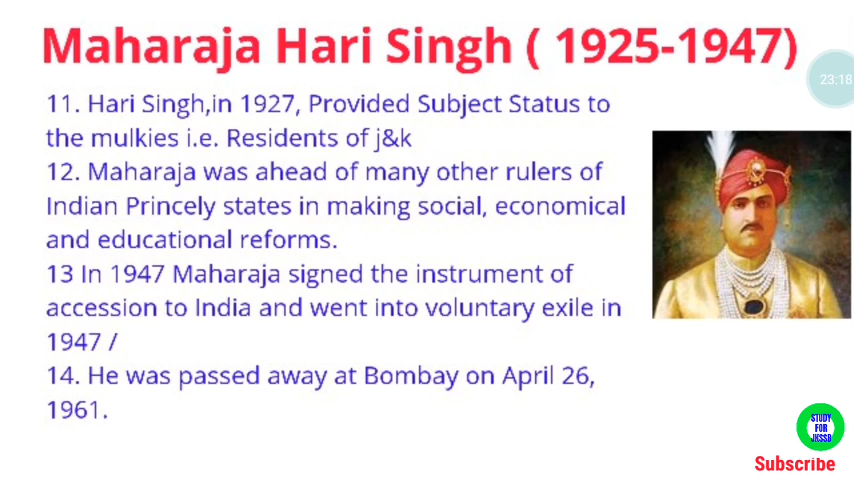 Maharaja Hari Singh ( 1925-1947)
23:18
11. Hari Singh,in 1927, Provided Subject Status to
the mulkies i.e. Residents of j&k
12. Maharaja was ahead of many other rulers of
Indian Princely states in making social, economical
and educational reforms.
13 In 1947 Maharaja signed the instrument of
accession to India and went into voluntary exile in
1947 /
14. He was passed away at Bombay on April 26,
1961.
STUDY
FOR
JKSSB
Subscribe